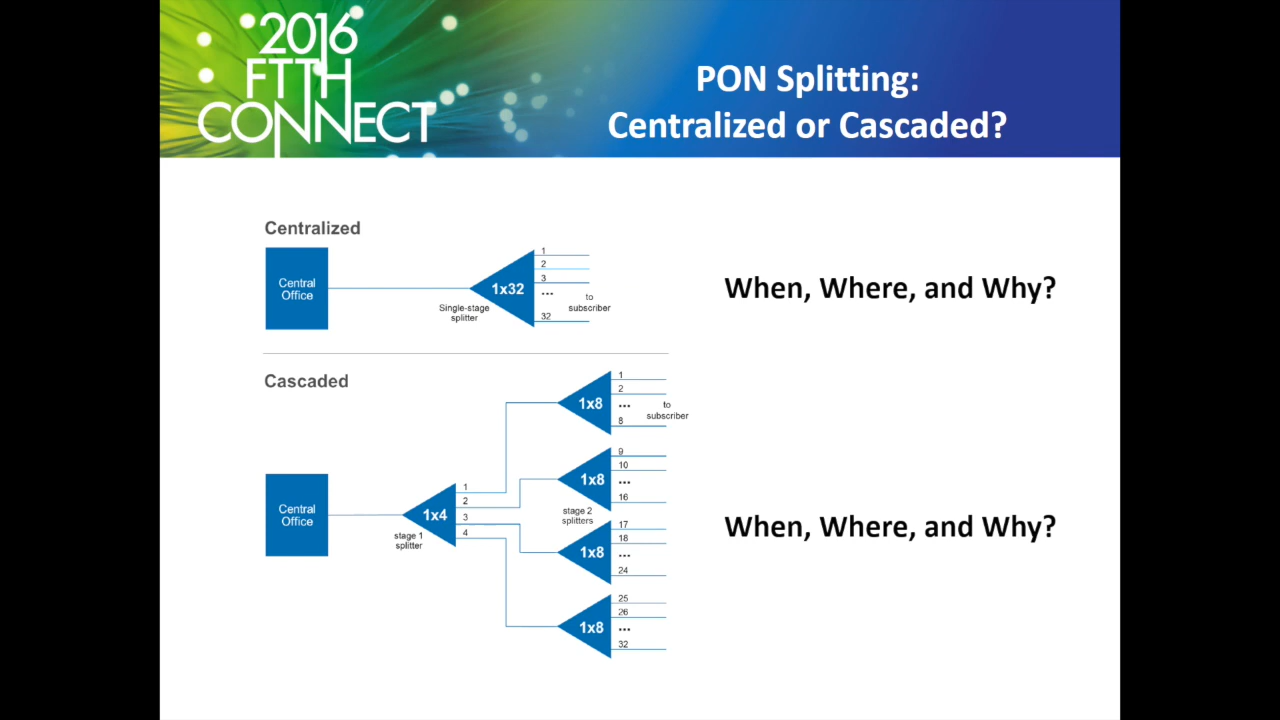 2016
FTTH
CONNECT
PON Splitting:
Centralized or Cascaded?
Centralized
Central
Office
Single-stage
splitter
1x32
1
2
3
...
32
to
subscriber
When, Where, and Why?
Cascaded
Central
Office
stage 1
splitter
1x4
1
2
3
4
1x8
1
2
...
8
to
subscriber
1x8
9
10
...
16
stage 2
splitters
1x8
17
18
...
24
1x8
25
26
...
32
When, Where, and Why?